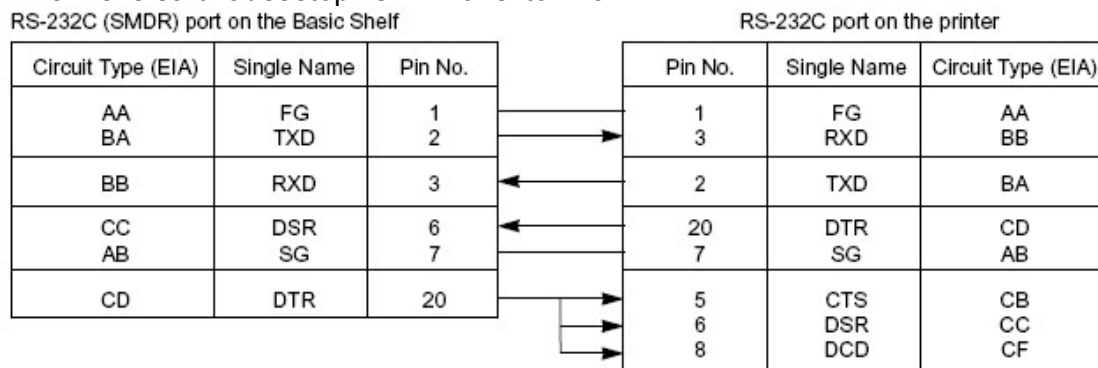 RS-232C (SMDR) port on the Basic Shelf
RS-232C port on the printer
Circuit Type (EIA) Single Name Pin No.
AA FG 1
BA TXD 2
BB RXD 3
CC DSR 6
AB SG 7
CD DTR 20
Pin No. Single Name Circuit Type (EIA)
1 FG AA
3 RXD BB
2 TXD BA
20 DTR CD
7 SG AB
5 CTS CB
6 DSR CC
8 DCD CF